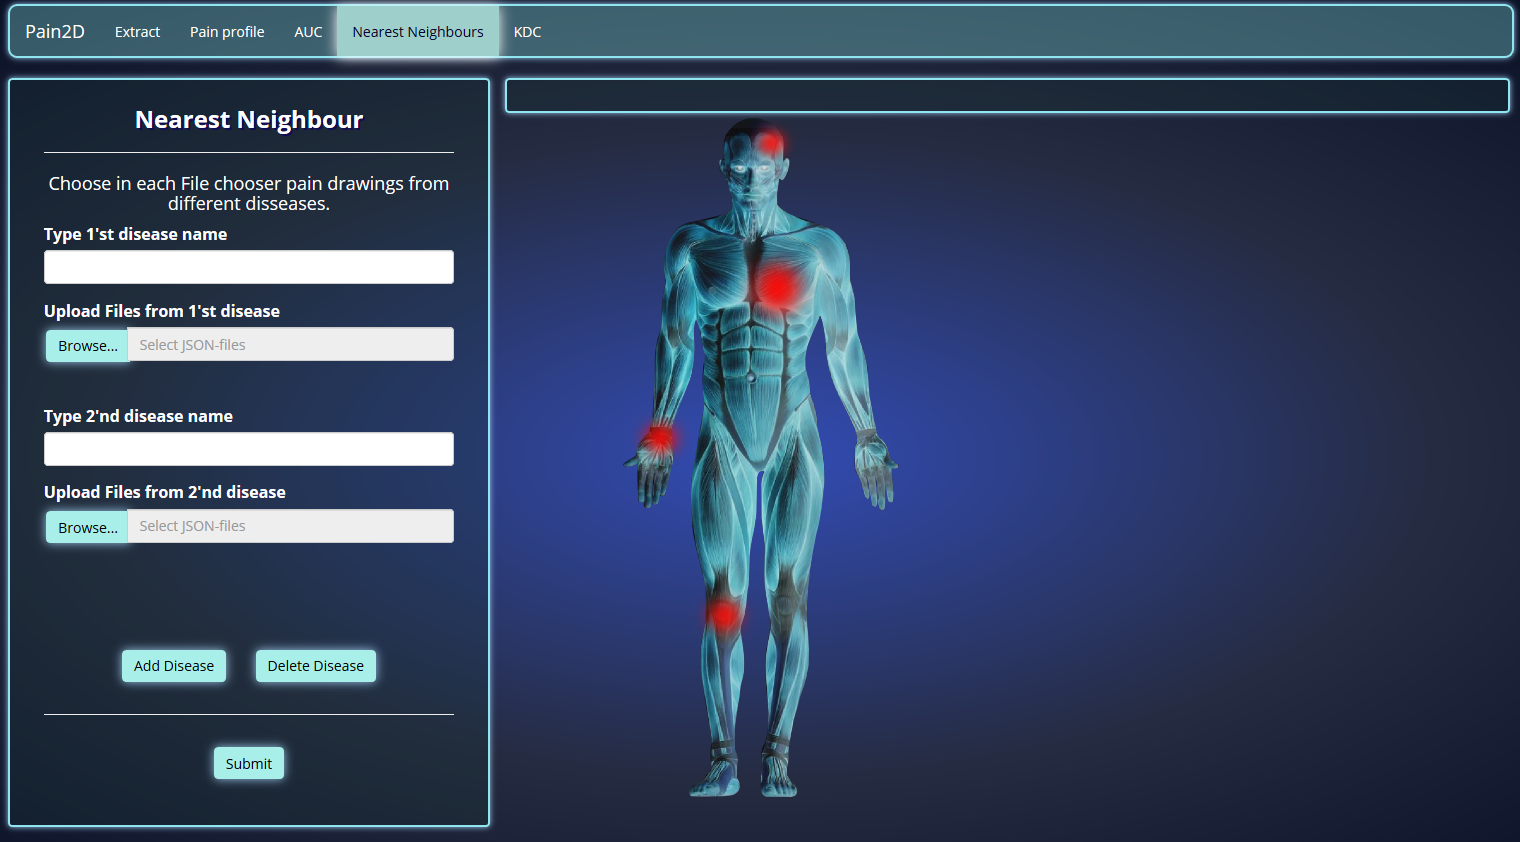 Pain2D Extract Pain profile AUC Nearest Neighbours KDC
Nearest Neighbour
Choose in each File chooser pain drawings from
different disseases.
Type 1'st disease name
Upload Files from 1'st disease
Browse... Select JSON-files
Type 2'nd disease name
Upload Files from 2'nd disease
Browse... Select JSON-files
Add Disease Delete Disease
Submit